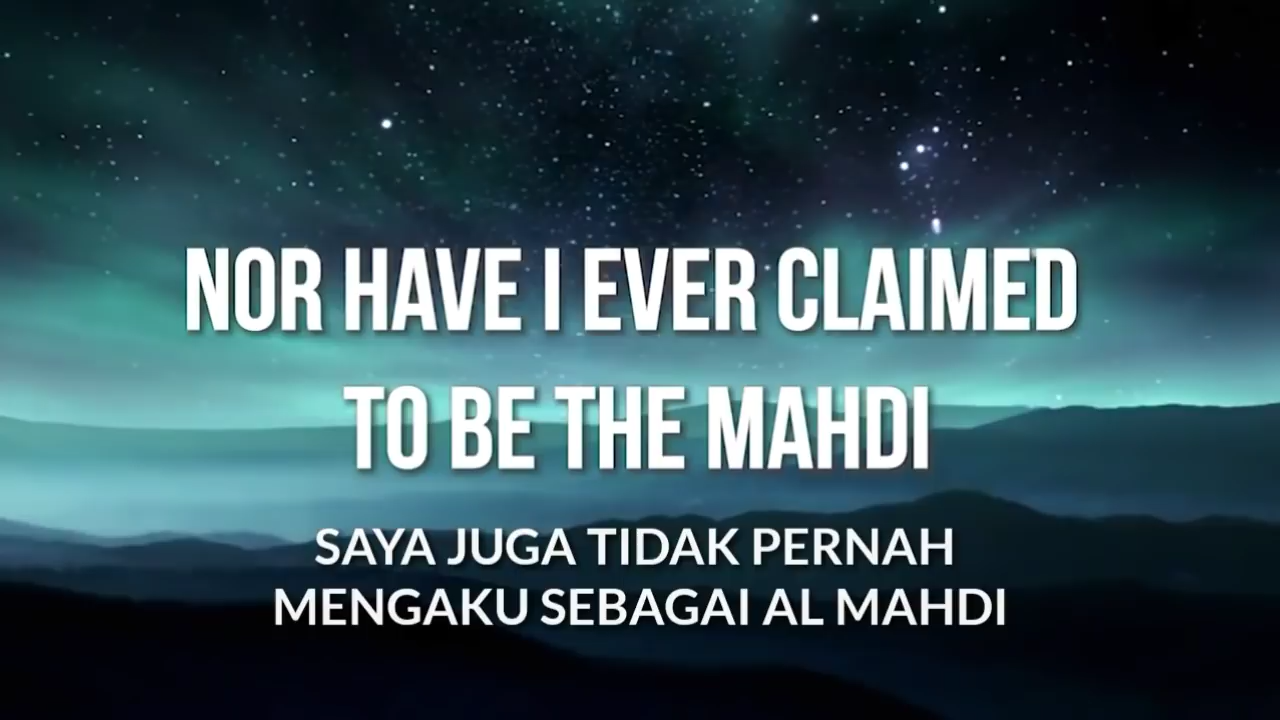 NOR HAVE I EVER CLAIMED
TO BE THE MAHDI
SAYA JUGA TIDAK PERNAH
MENGAKU SEBAGAI AL MAHDI